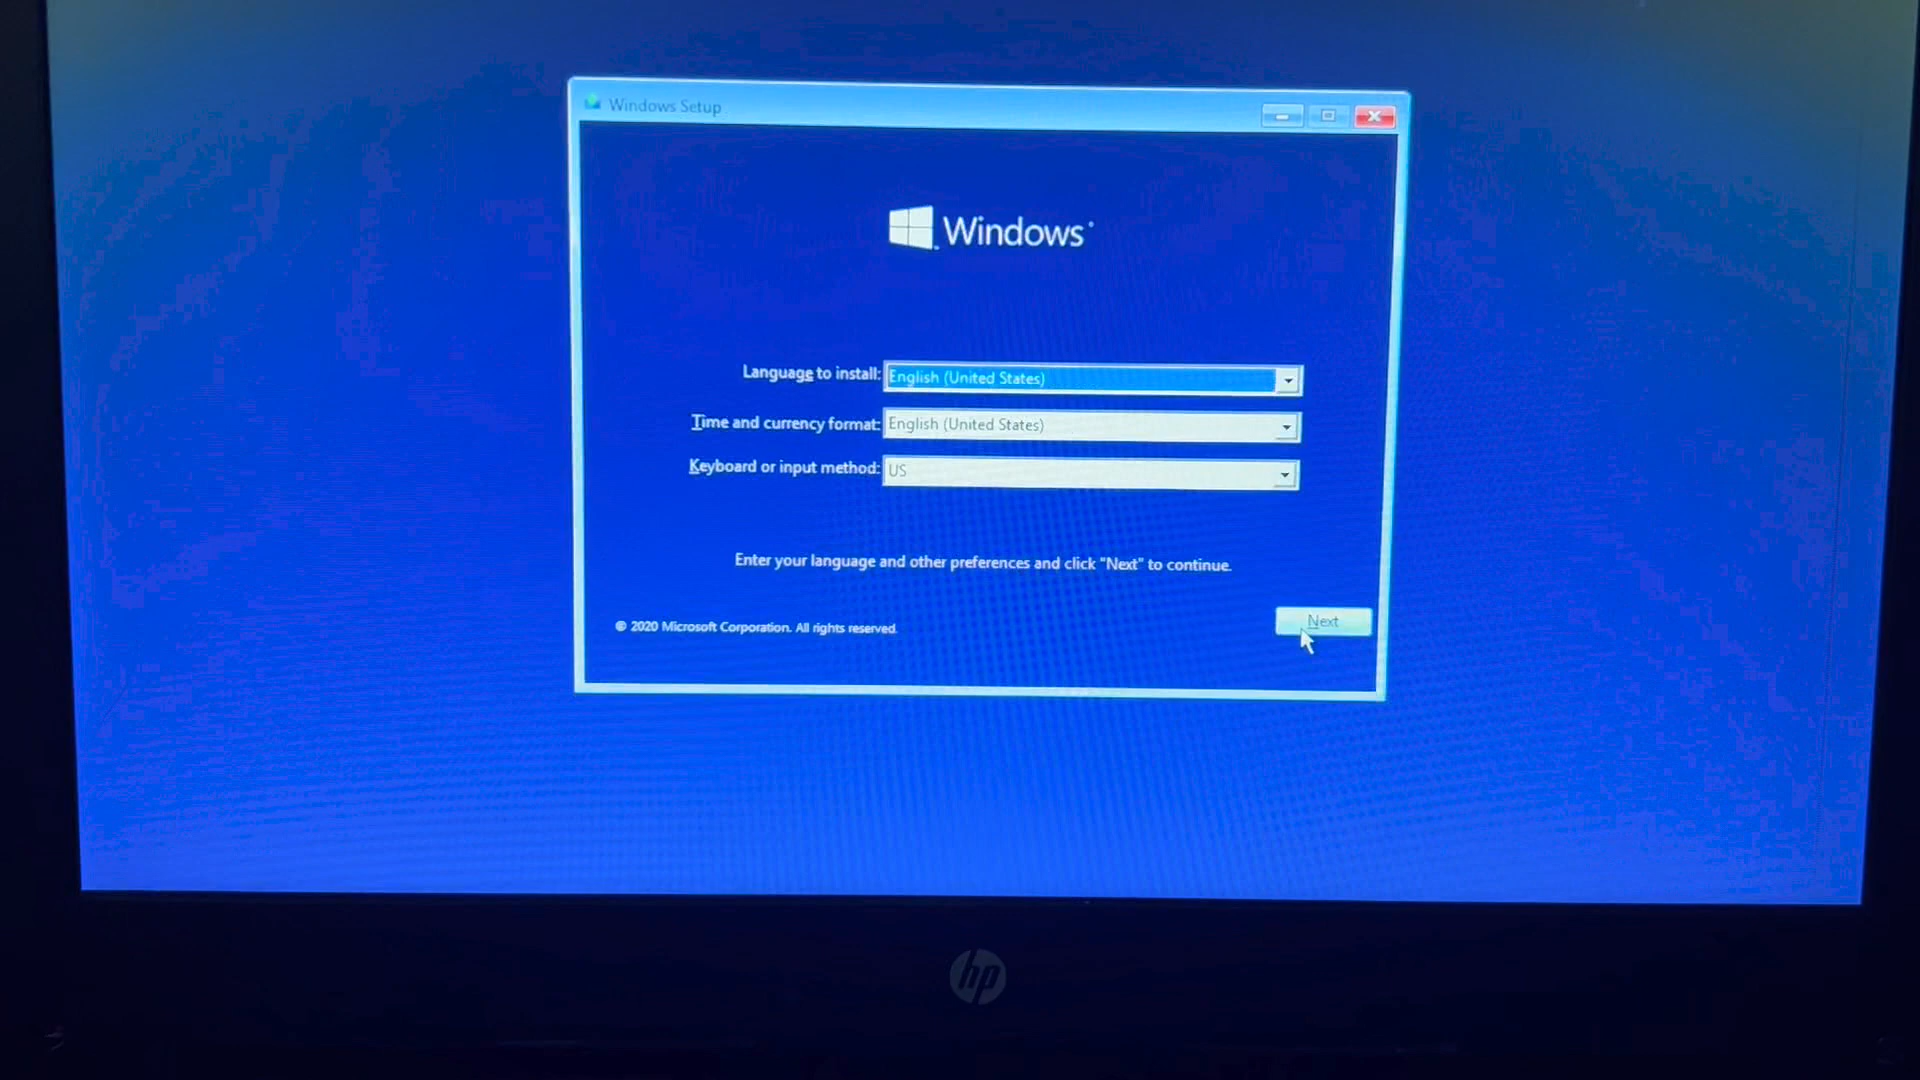 Windows Setup
Windows
Language to install: English (United States)
Time and currency format: English (United States)
Keyboard or input method: US
Enter your language and other preferences and click "Next" to continue.
© 2020 Microsoft Corporation. All rights reserved.
Next
hp